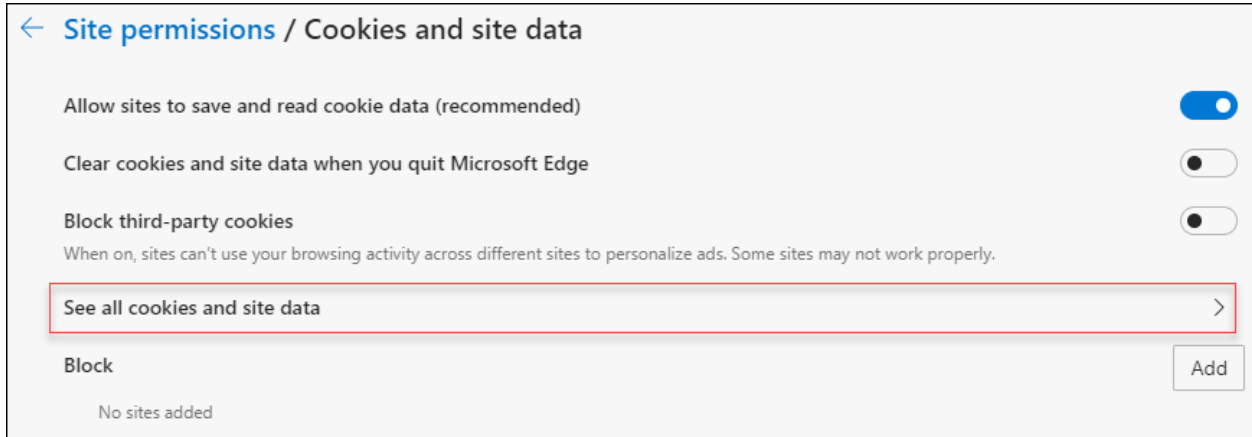 Site permissions / Cookies and site data
Allow sites to save and read cookie data (recommended)
Clear cookies and site data when you quit Microsoft Edge
Block third-party cookies
When on, sites can't use your browsing activity across different sites to personalize ads. Some sites may not work properly.
See all cookies and site data
Block
Add
No sites added